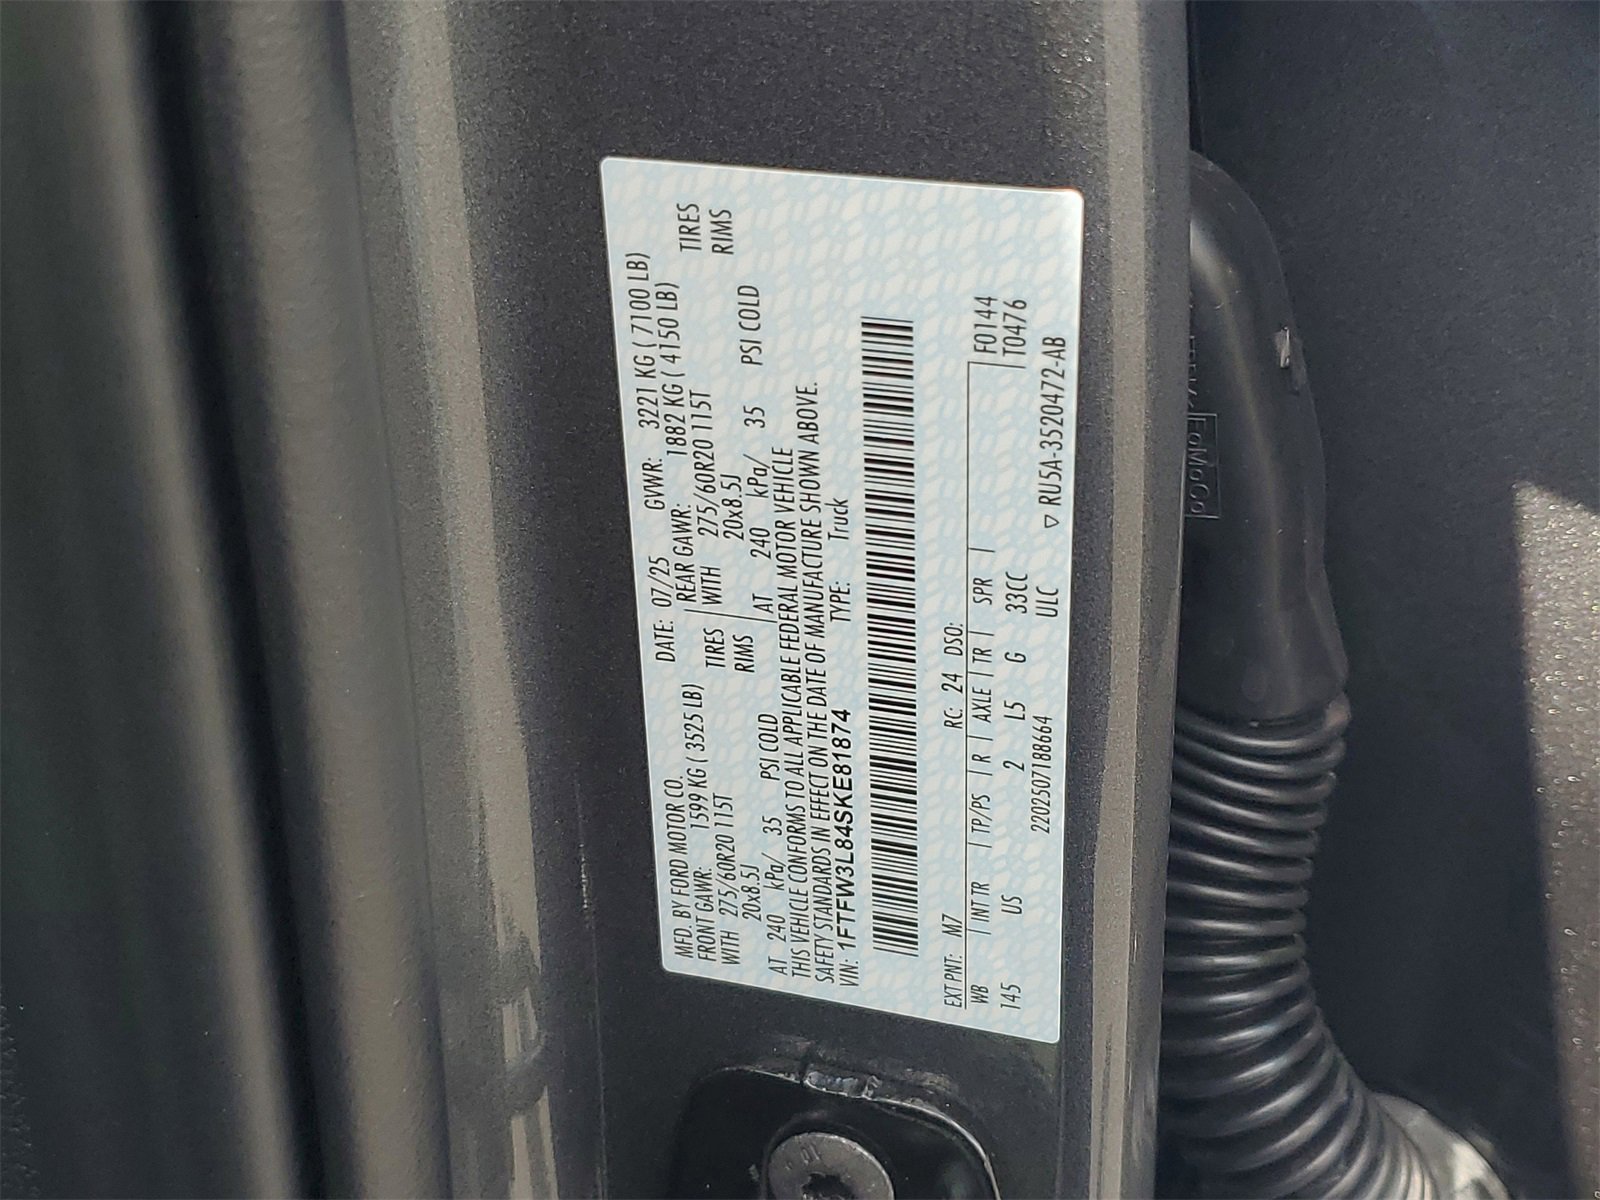 MFD. BY FORD MOTOR CO. DATE: 07/25 GVWR: 3221 KG ( 7100 LB)
FRONT GAWR: 1599 KG ( 3525 LB) REAR GAWR: 1882 KG ( 4150 LB)
WITH 275/60R20 115T TIRES WITH 275/60R20 115T TIRES
20x8.5J RIMS 20x8.5J RIMS
AT 240 kPa/ 35 PSI COLD AT 240 kPa/ 35 PSI COLD
THIS VEHICLE CONFORMS TO ALL APPLICABLE FEDERAL MOTOR VEHICLE
SAFETY STANDARDS IN EFFECT ON THE DATE OF MANUFACTURE SHOWN ABOVE.
VIN: 1FTFW3L84SKE81874 TYPE: Truck
EXT PNT: M7 RC: 24 DSO:
WB | INT TR | TP/PS | R | AXLE | TR | SPR | F0144
145 US 2 L5 G 33CC T0476
2202507188664 ULC
▽ RU5A-3520472-AB
FoMoCo